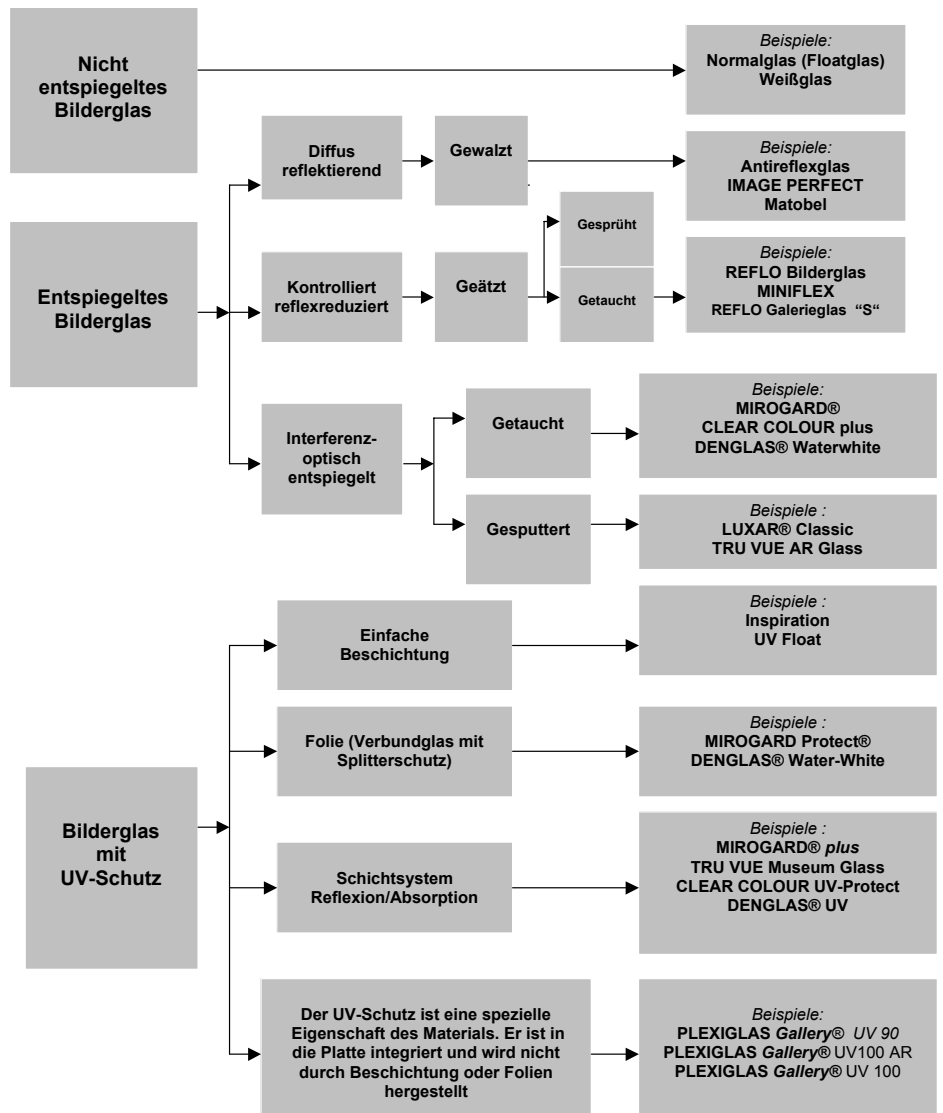 Nicht
entspiegeltes
Bilderglas
Beispiele:
Normalglas (Floatglas)
Weißglas
Entspiegeltes
Bilderglas
Diffus
reflektierend
Gewalzt
Beispiele:
Antireflexglas
IMAGE PERFECT
Matobel
Kontrolliert
reflexreduziert
Geätzt
Gesprüht
Getaucht
Beispiele:
REFLO Bilderglas
MINIFLEX
REFLO Galerieglas “S“
Interferenz-
optisch
entspiegelt
Getaucht
Beispiele:
MIROGARD®
CLEAR COLOUR plus
DENGLAS® Waterwhite
Gesputtert
Beispiele :
LUXAR® Classic
TRU VUE AR Glass
Bilderglas
mit
UV-Schutz
Einfache
Beschichtung
Beispiele :
Inspiration
UV Float
Folie (Verbundglas mit
Splitterschutz)
Beispiele :
MIROGARD Protect®
DENGLAS® Water-White
Schichtsystem
Reflexion/Absorption
Beispiele :
MIROGARD® plus
TRU VUE Museum Glass
CLEAR COLOUR UV-Protect
DENGLAS® UV
Der UV-Schutz ist eine spezielle
Eigenschaft des Materials. Er ist in
die Platte integriert und wird nicht
durch Beschichtung oder Folien
hergestellt
Beispiele:
PLEXIGLAS Gallery® UV 90
PLEXIGLAS Gallery® UV100 AR
PLEXIGLAS Gallery® UV 100